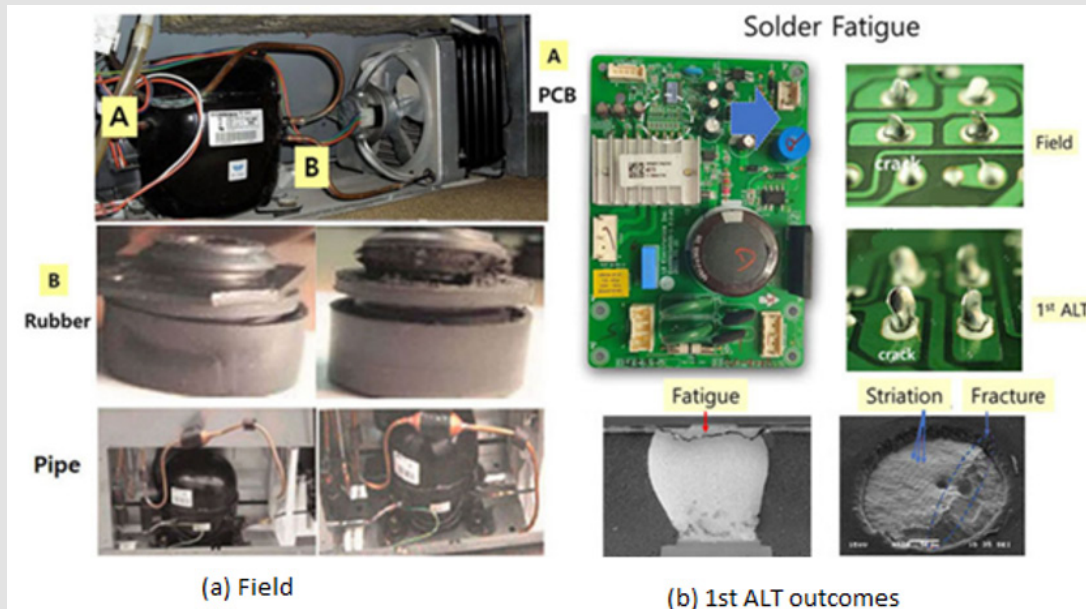 Solder Fatigue
A
PCB
A
B
crack
Field
B
Rubber
crack
1st ALT
Fatigue
Striation
Fracture
Pipe
(a) Field
(b) 1st ALT outcomes